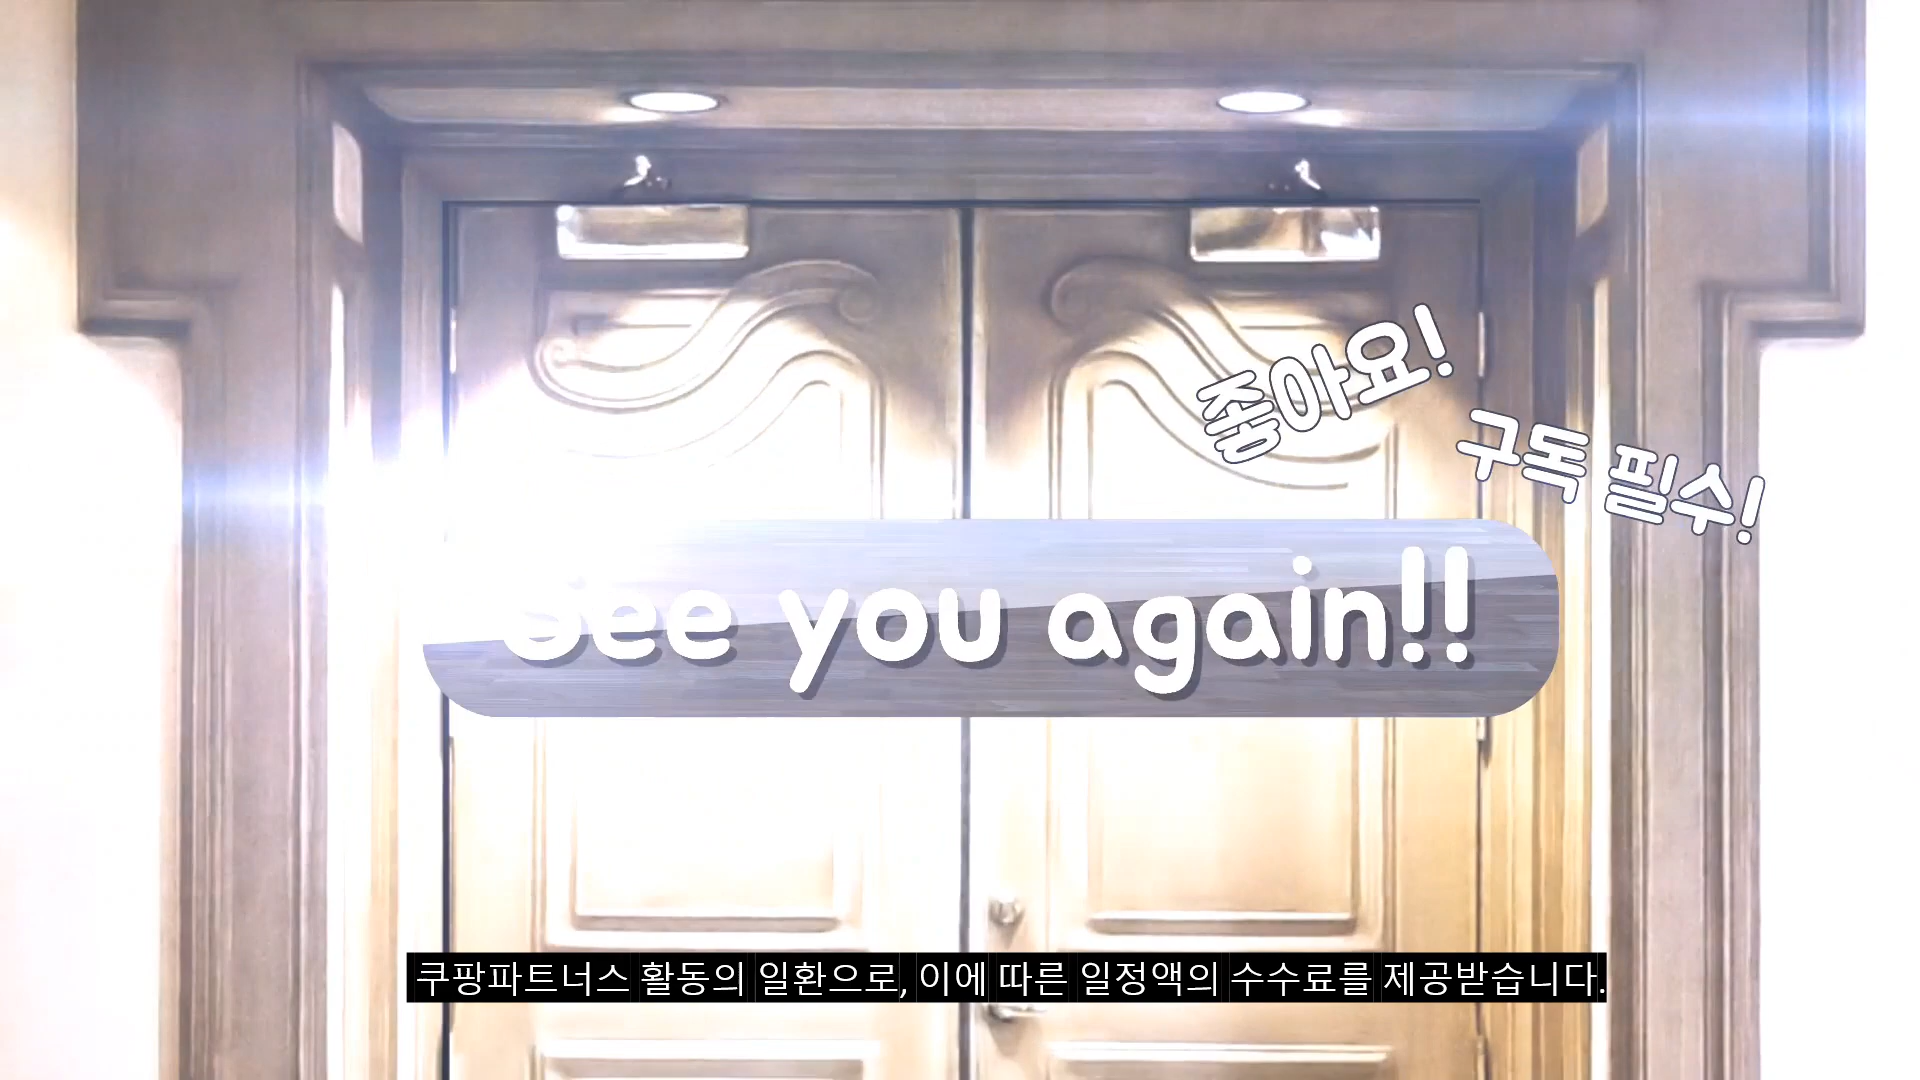 좋아요!
구독 필수!
See you again!!
쿠팡파트너스 활동의 일환으로, 이에 따른 일정액의 수수료를 제공받습니다.